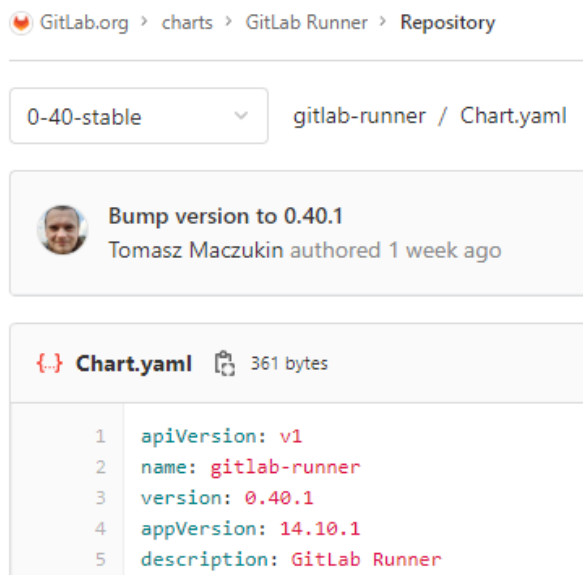 GitLab.org > charts > GitLab Runner > Repository
0-40-stable
gitlab-runner / Chart.yaml
Bump version to 0.40.1
Tomasz Maczukin authored 1 week ago
{...} Chart.yaml 361 bytes
1 apiVersion: v1
2 name: gitlab-runner
3 version: 0.40.1
4 appVersion: 14.10.1
5 description: GitLab Runner